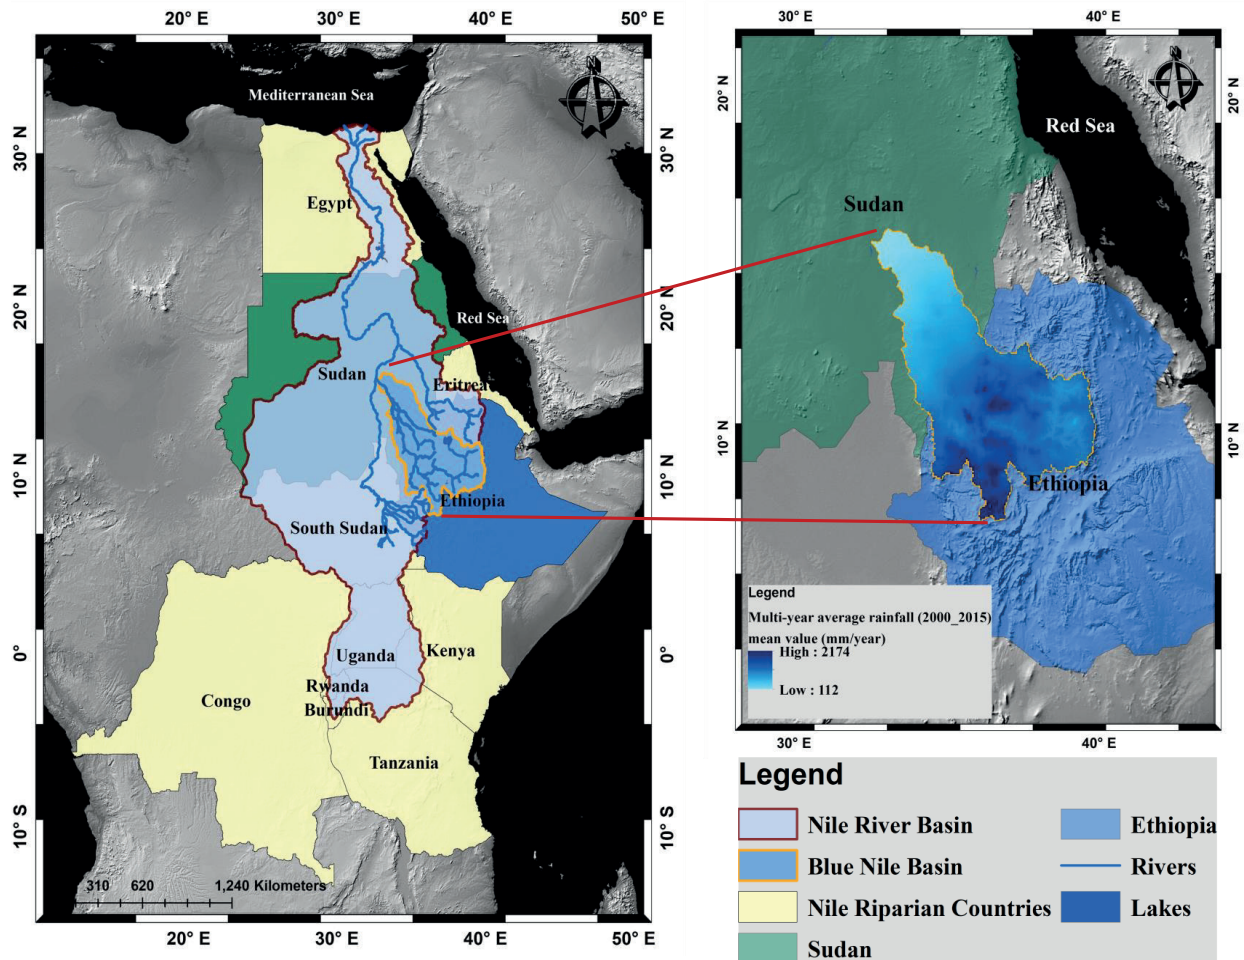 20° E 30° E 40° E 50° E
30° N
20° N
10° N
0°
10° S
N
Mediterranean Sea
Egypt
20° N
Red Sea
Sudan
Eritrea
10° N
Ethiopia
South Sudan
Uganda
Kenya
Rwanda
Burundi
0°
Congo
Tanzania
10° S
310 620 1,240 Kilometers
20° E 30° E 40° E 50° E
30° E 40° E
20° N
10° N
N
20° N
Red Sea
Sudan
10° N
Ethiopia
Legend
Multi-year average rainfall (2000_2015)
mean value (mm/year)
High : 2174
Low : 112
30° E 40° E
Legend
Nile River Basin
Ethiopia
Blue Nile Basin
Rivers
Nile Riparian Countries
Lakes
Sudan